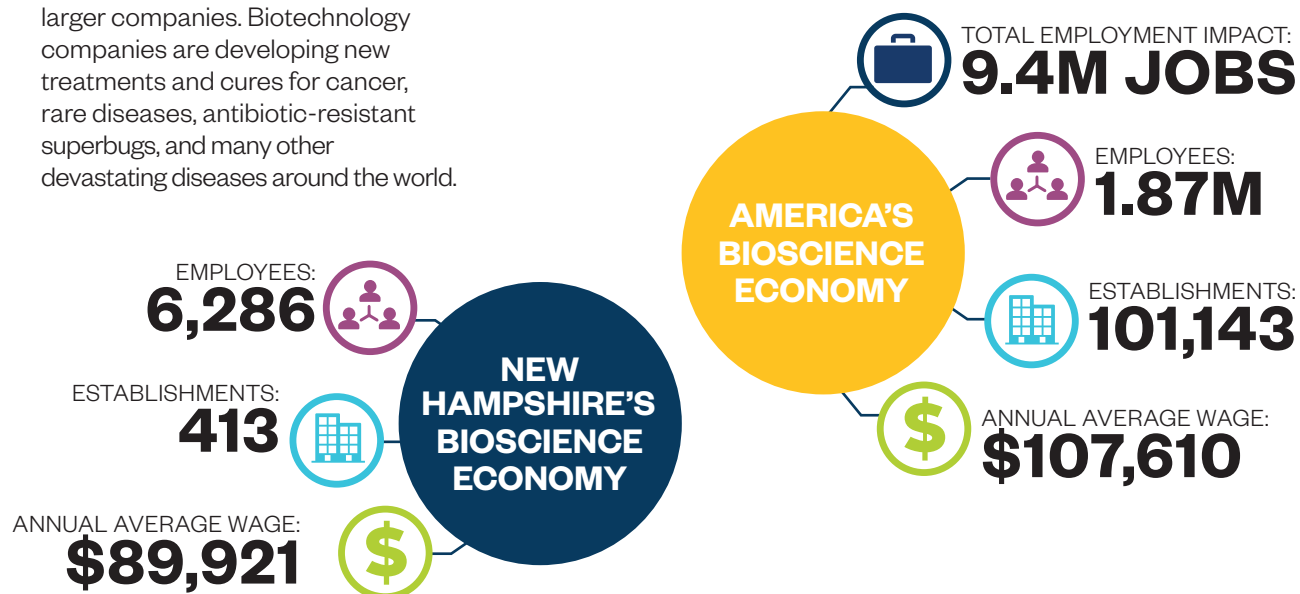 larger companies. Biotechnology
companies are developing new
treatments and cures for cancer,
rare diseases, antibiotic-resistant
superbugs, and many other
devastating diseases around the world.
EMPLOYEES:
6,286
ESTABLISHMENTS:
413
ANNUAL AVERAGE WAGE:
$89,921
$
NEW
HAMPSHIRE'S
BIOSCIENCE
ECONOMY
AMERICA'S
BIOSCIENCE
ECONOMY
TOTAL EMPLOYMENT IMPACT:
9.4M JOBS
EMPLOYEES:
1.87M
ESTABLISHMENTS:
101,143
$
ANNUAL AVERAGE WAGE:
$107,610